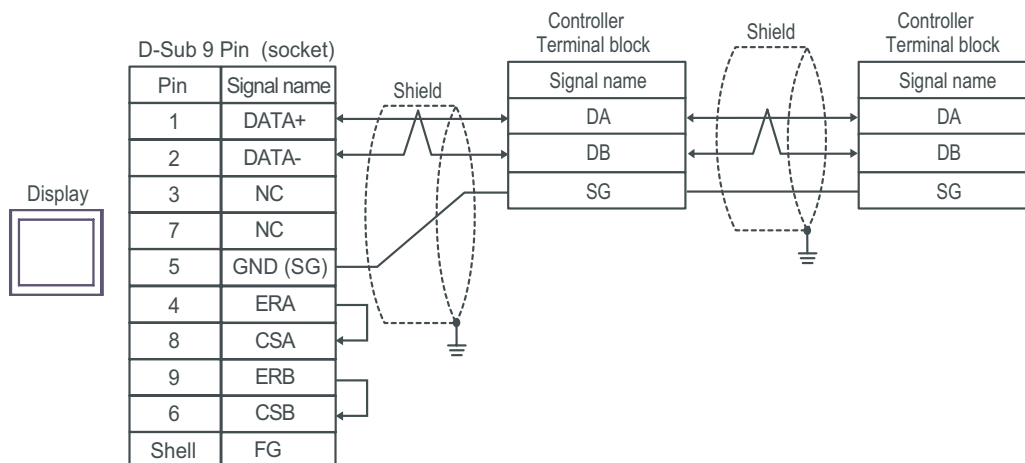 D-Sub 9 Pin (socket)
Pin Signal name
1 DATA+
2 DATA-
3 NC
7 NC
5 GND (SG)
4 ERA
8 CSA
9 ERB
6 CSB
Shell FG
Display
Shield
Controller
Terminal block
Signal name
DA
DB
SG
Shield
Controller
Terminal block
Signal name
DA
DB
SG